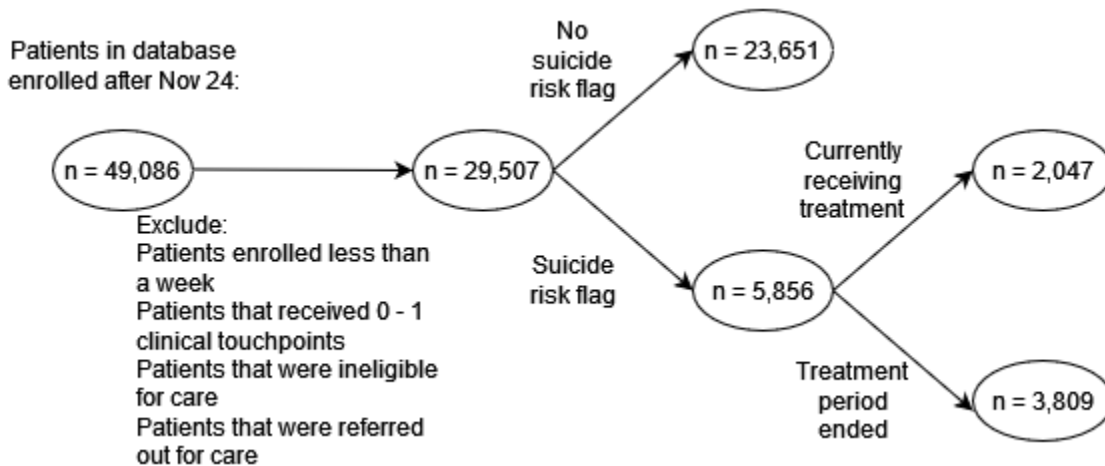 Patients in database
enrolled after Nov 24:
n = 49,086
Exclude:
Patients enrolled less than
a week
Patients that received 0 - 1
clinical touchpoints
Patients that were ineligible
for care
Patients that were referred
out for care
n = 29,507
No
suicide
risk flag
n = 23,651
Suicide
risk flag
n = 5,856
Currently
receiving
treatment
n = 2,047
Treatment
period
ended
n = 3,809